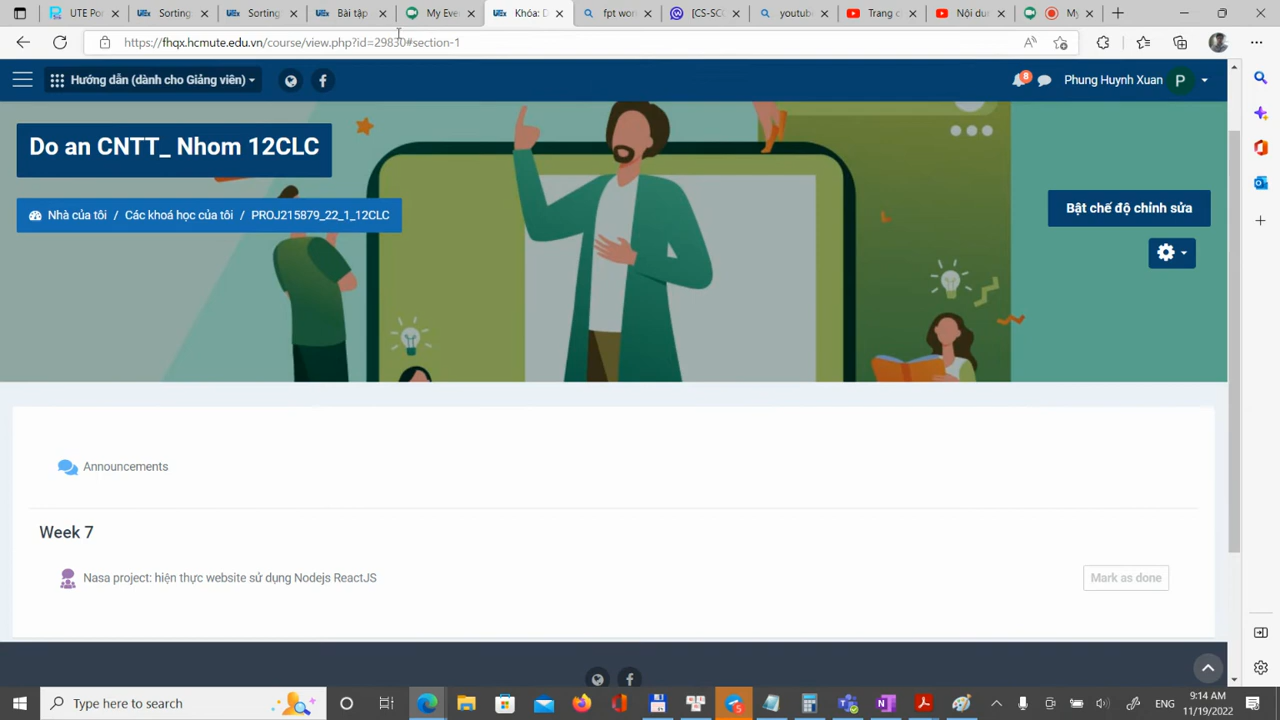 UTE Por
Sorting
Sorting
Bài tập
My Eve
Khóa: D
fpt wor
[CS-SC
youtub
Trang c
Nội du
My
https://fhqx.hcmute.edu.vn/course/view.php?id=29830#section-1
Hướng dẫn (dành cho Giảng viên)
8
Phung Huynh Xuan
P
Do an CNTT_ Nhom 12CLC
Nhà của tôi / Các khoá học của tôi / PROJ215879_22_1_12CLC
Bật chế độ chỉnh sửa
Announcements
Week 7
Nasa project: hiện thực website sử dụng Nodejs ReactJS
Mark as done
Type here to search
9:14 AM
11/19/2022